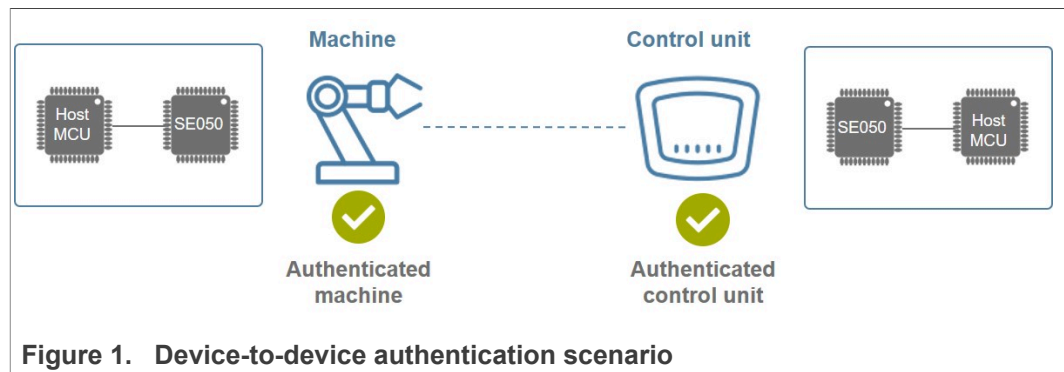 Machine
Control unit
Host
MCU
SE050
SE050
Host
MCU
Authenticated
machine
Authenticated
control unit
Figure 1. Device-to-device authentication scenario